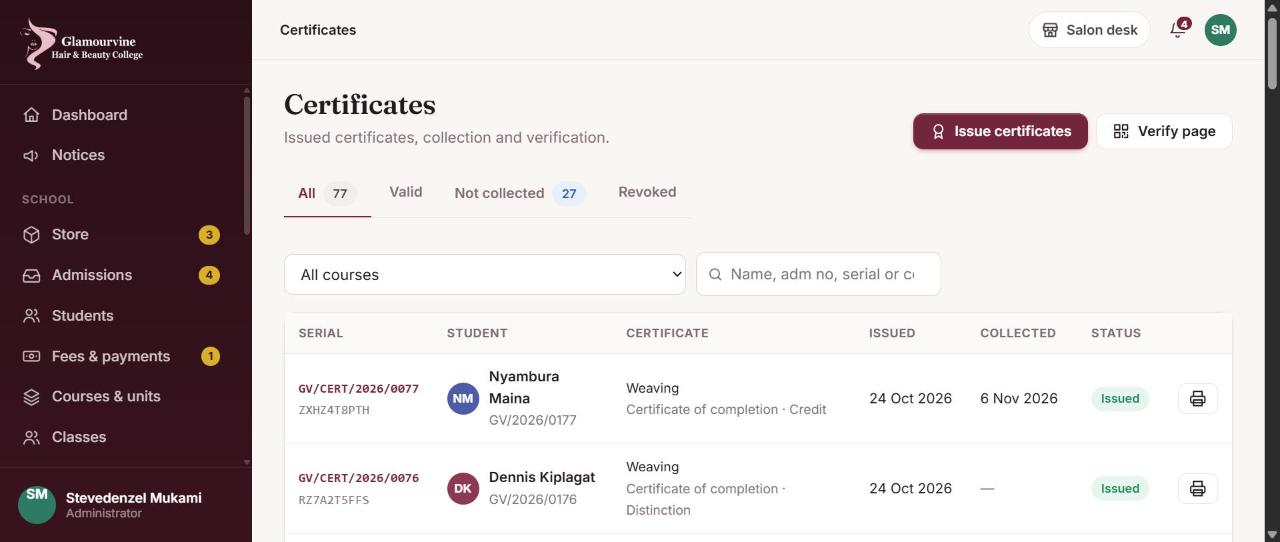 Glamourvine
Hair & Beauty College
Dashboard
Notices
SCHOOL
Store 3
Admissions 4
Students
Fees & payments 1
Courses & units
Classes
SM
Stevedenzel Mukami
Administrator
Certificates
Salon desk
4
SM
Certificates
Issued certificates, collection and verification.
Issue certificates
Verify page
All 77 Valid Not collected 27 Revoked
All courses
Name, adm no, serial or
SERIAL STUDENT CERTIFICATE ISSUED COLLECTED STATUS
GV/CERT/2026/0077
ZXHZ4T8PTH
NM
Nyambura
Maina
GV/2026/0177
Weaving
Certificate of completion · Credit
24 Oct 2026
6 Nov 2026
Issued
GV/CERT/2026/0076
RZ7A2T5FFS
DK
Dennis Kiplagat
GV/2026/0176
Weaving
Certificate of completion ·
Distinction
24 Oct 2026
—
Issued